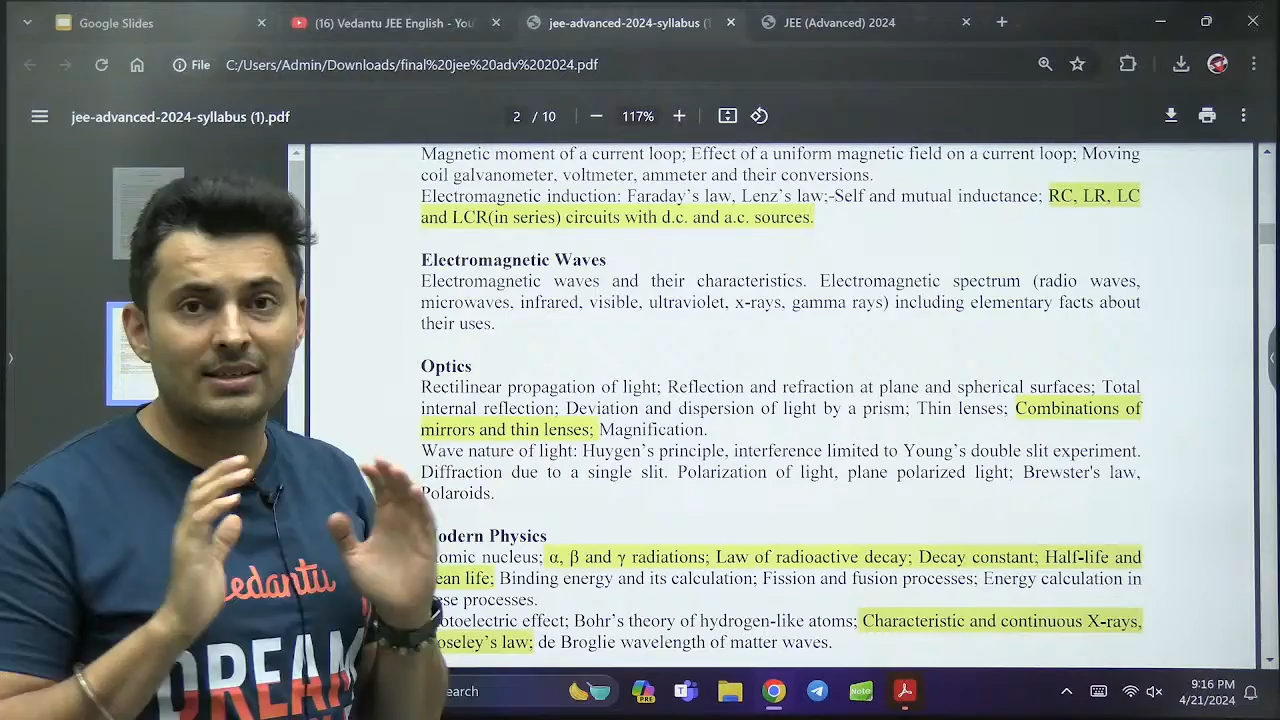 Google Slides
(16) Vedantu JEE English - You
jee-advanced-2024-syllabus (1
JEE (Advanced) 2024
File C:/Users/Admin/Downloads/final%20jee%20adv%202024.pdf
jee-advanced-2024-syllabus (1).pdf
2 / 10
117%
Magnetic moment of a current loop; Effect of a uniform magnetic field on a current loop; Moving
coil galvanometer, voltmeter, ammeter and their conversions.
Electromagnetic induction: Faraday's law, Lenz's law;-Self and mutual inductance; RC, LR, LC
and LCR(in series) circuits with d.c. and a.c. sources.
Electromagnetic Waves
Electromagnetic waves and their characteristics. Electromagnetic spectrum (radio waves,
microwaves, infrared, visible, ultraviolet, x-rays, gamma rays) including elementary facts about
their uses.
Optics
Rectilinear propagation of light; Reflection and refraction at plane and spherical surfaces; Total
internal reflection; Deviation and dispersion of light by a prism; Thin lenses; Combinations of
mirrors and thin lenses; Magnification.
Wave nature of light: Huygen's principle, interference limited to Young's double slit experiment.
Diffraction due to a single slit. Polarization of light, plane polarized light; Brewster's law,
Polaroids.
odern Physics
omic nucleus; α, β and γ radiations; Law of radioactive decay; Decay constant; Half-life and
ean life; Binding energy and its calculation; Fission and fusion processes; Energy calculation in
ese processes.
otoelectric effect; Bohr's theory of hydrogen-like atoms; Characteristic and continuous X-rays,
oseley's law; de Broglie wavelength of matter waves.
vedantu
DREAM
earch
PRE
Note
9:16 PM
4/21/2024